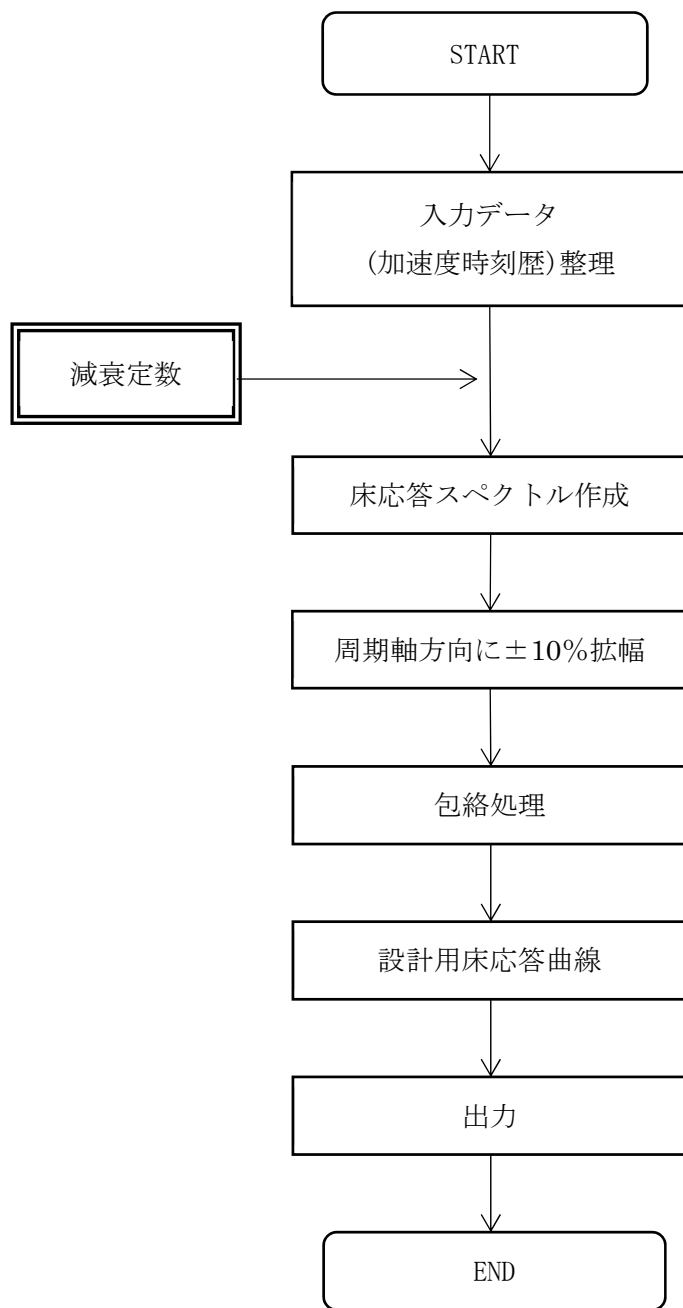 START
入力データ
(加速度時刻歴)整理
減衰定数
床応答スペクトル作成
周期軸方向に±10%拡幅
包絡処理
設計用床応答曲線
出力
END